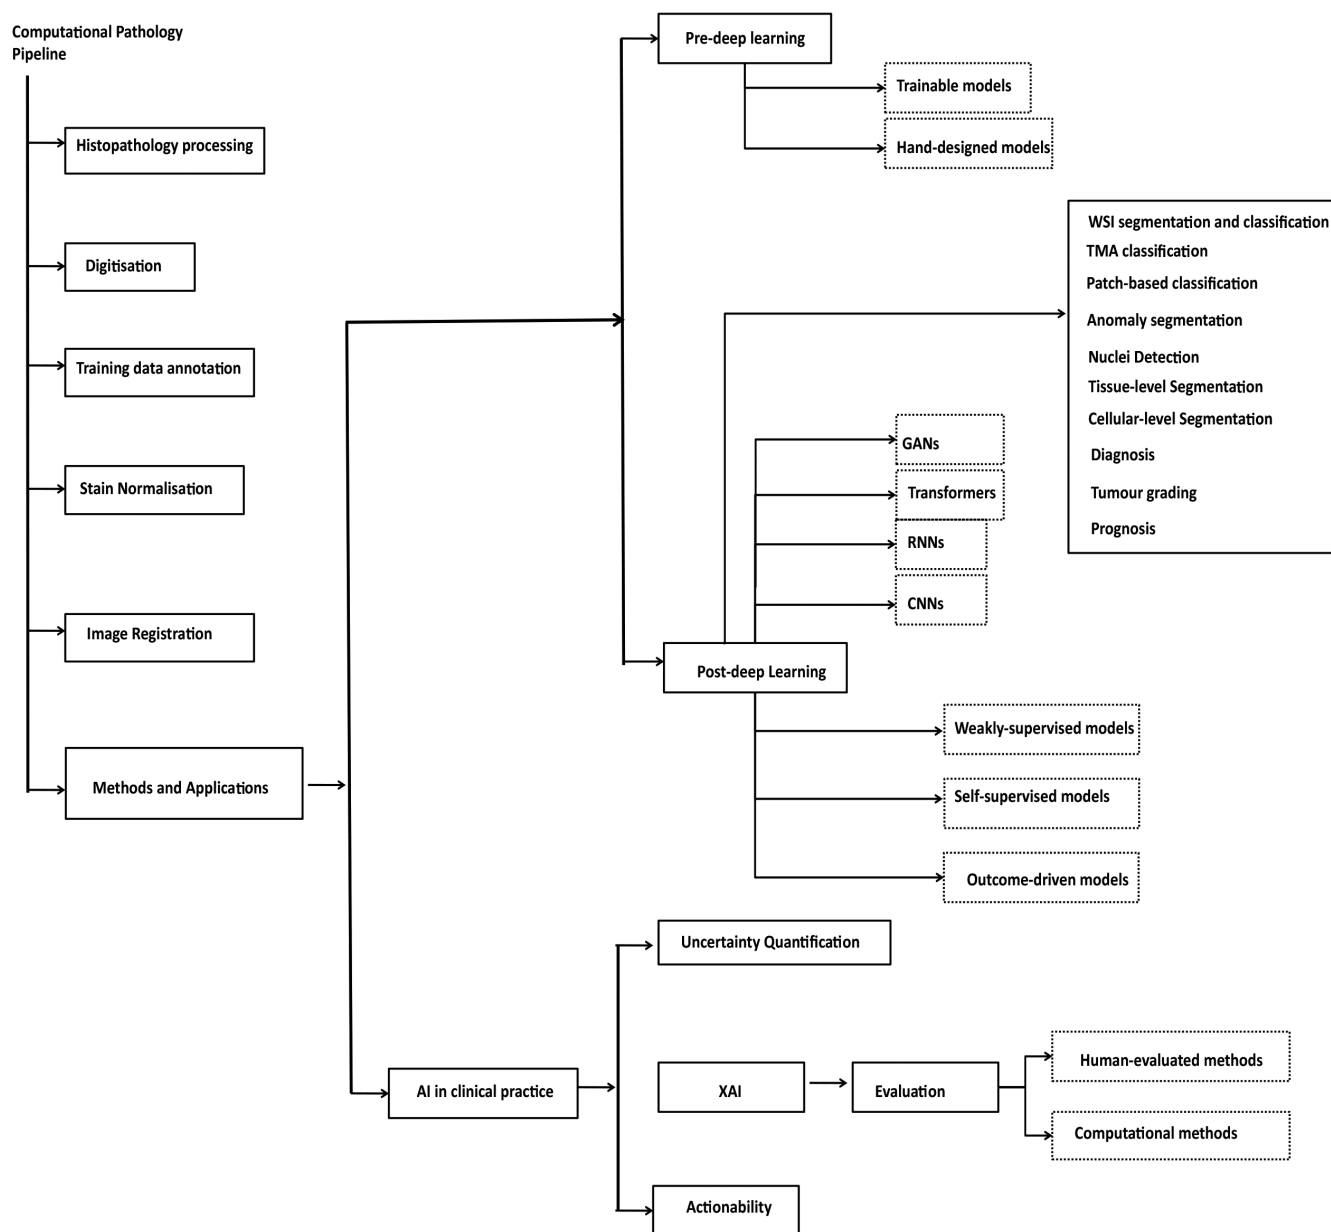 Computational Pathology
Pipeline
Histopathology processing
Digitisation
Training data annotation
Stain Normalisation
Image Registration
Methods and Applications
Pre-deep learning
Trainable models
Hand-designed models
WSI segmentation and classification
TMA classification
Patch-based classification
Anomaly segmentation
Nuclei Detection
Tissue-level Segmentation
Cellular-level Segmentation
Diagnosis
Tumour grading
Prognosis
GANs
Transformers
RNNs
CNNs
Post-deep Learning
Weakly-supervised models
Self-supervised models
Outcome-driven models
AI in clinical practice
Uncertainty Quantification
XAI
Evaluation
Human-evaluated methods
Computational methods
Actionability